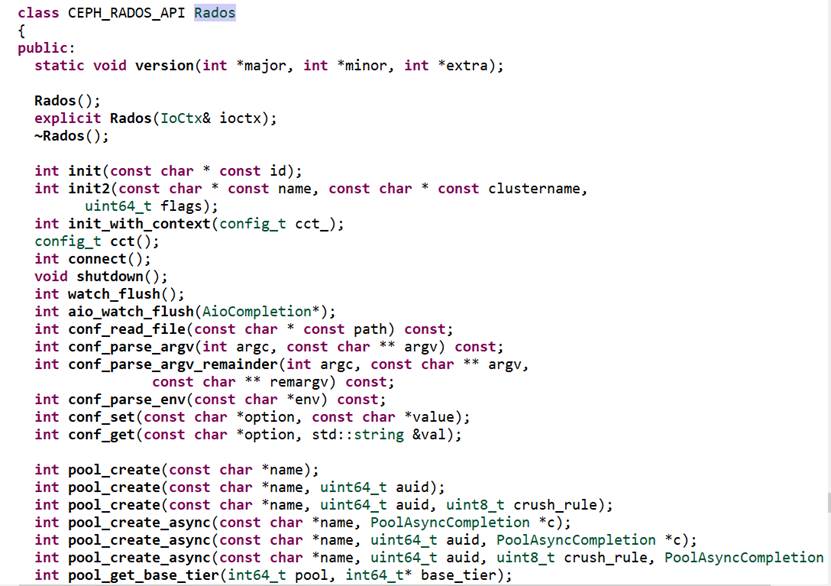 class CEPH_RADOS_API Rados
{
public:
static void version(int *major, int *minor, int *extra);
Rados();
explicit Rados(IoCtx& ioctx);
~Rados();
int init(const char * const id);
int init2(const char * const name, const char * const clustername,
uint64_t flags);
int init_with_context(config_t cct_);
config_t cct();
int connect();
void shutdown();
int watch_flush();
int aio_watch_flush(AioCompletion*);
int conf_read_file(const char * const path) const;
int conf_parse_argv(int argc, const char ** argv) const;
int conf_parse_argv_remainder(int argc, const char ** argv,
const char ** remargv) const;
int conf_parse_env(const char *env) const;
int conf_set(const char *option, const char *value);
int conf_get(const char *option, std::string &val);
int pool_create(const char *name);
int pool_create(const char *name, uint64_t auid);
int pool_create(const char *name, uint64_t auid, uint8_t crush_rule);
int pool_create_async(const char *name, PoolAsyncCompletion *c);
int pool_create_async(const char *name, uint64_t auid, PoolAsyncCompletion *c);
int pool_create_async(const char *name, uint64_t auid, uint8_t crush_rule, PoolAsyncCompletion
int pool_get_base_tier(int64_t pool, int64_t* base_tier);